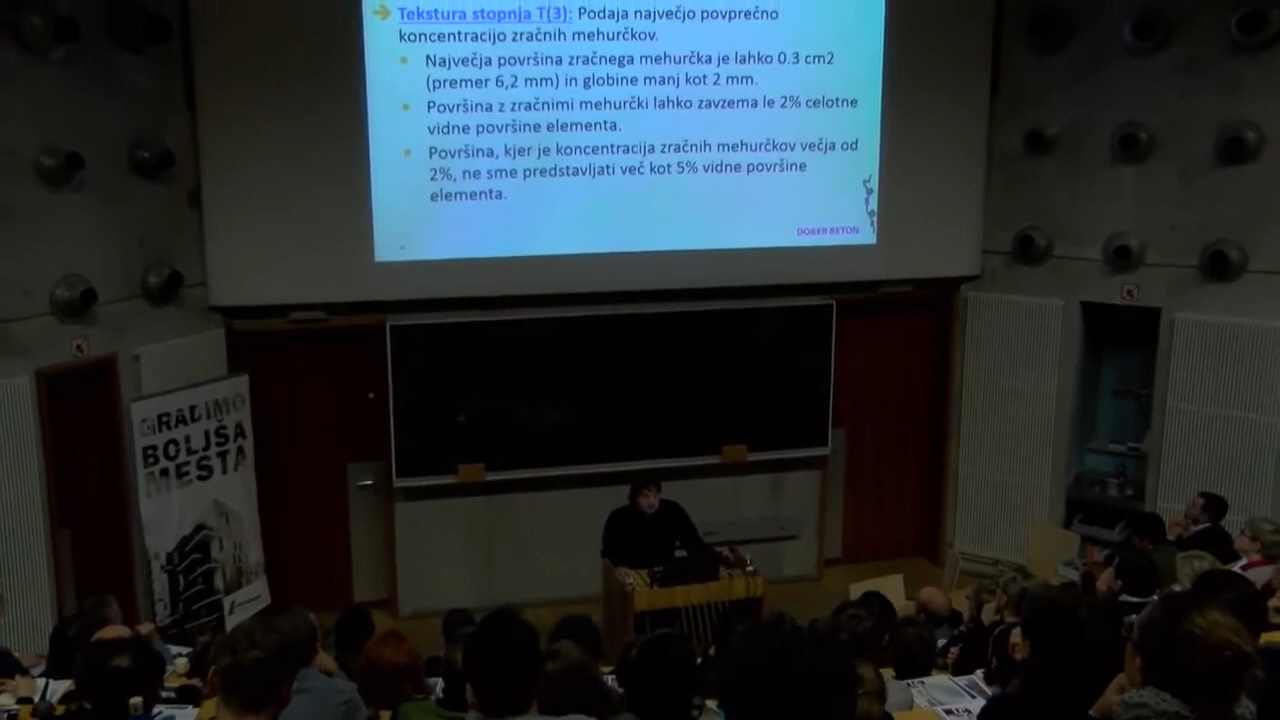 Tekstura stopnja T(3): Podaja največjo povprečno
koncentracijo zračnih mehurčkov.
Največja površina zračnega mehurčka je lahko 0.3 cm2
(premer 6,2 mm) in globine manj kot 2 mm.
Površina z zračnimi mehurčki lahko zavzema le 2% celotne
vidne površine elementa.
Površina, kjer je koncentracija zračnih mehurčkov večja od
2%, ne sme predstavljati več kot 5% vidne površine
elementa.
DOBER BETON
GRADIMO
BOLJŠA
MESTA